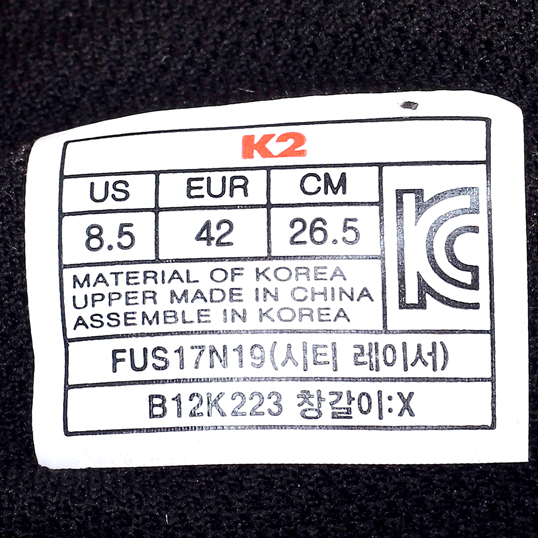 K2
US EUR CM
8.5 42 26.5
MATERIAL OF KOREA
UPPER MADE IN CHINA
ASSEMBLE IN KOREA
FUS17N19(시티 레이서)
B12K223 창갈이:X